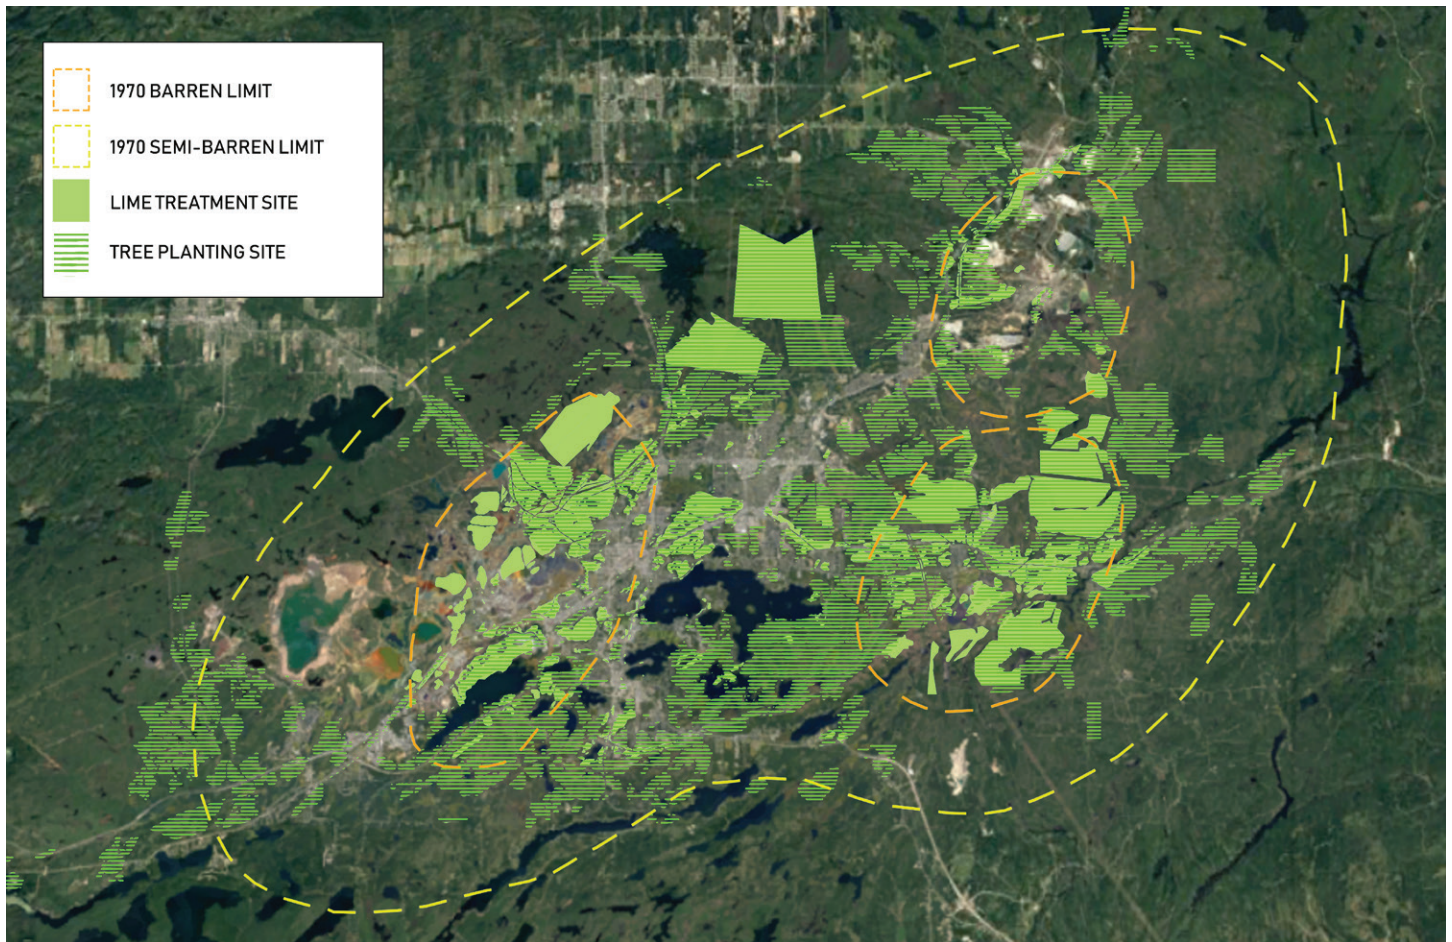 1970 BARREN LIMIT
1970 SEMI-BARREN LIMIT
LIME TREATMENT SITE
TREE PLANTING SITE